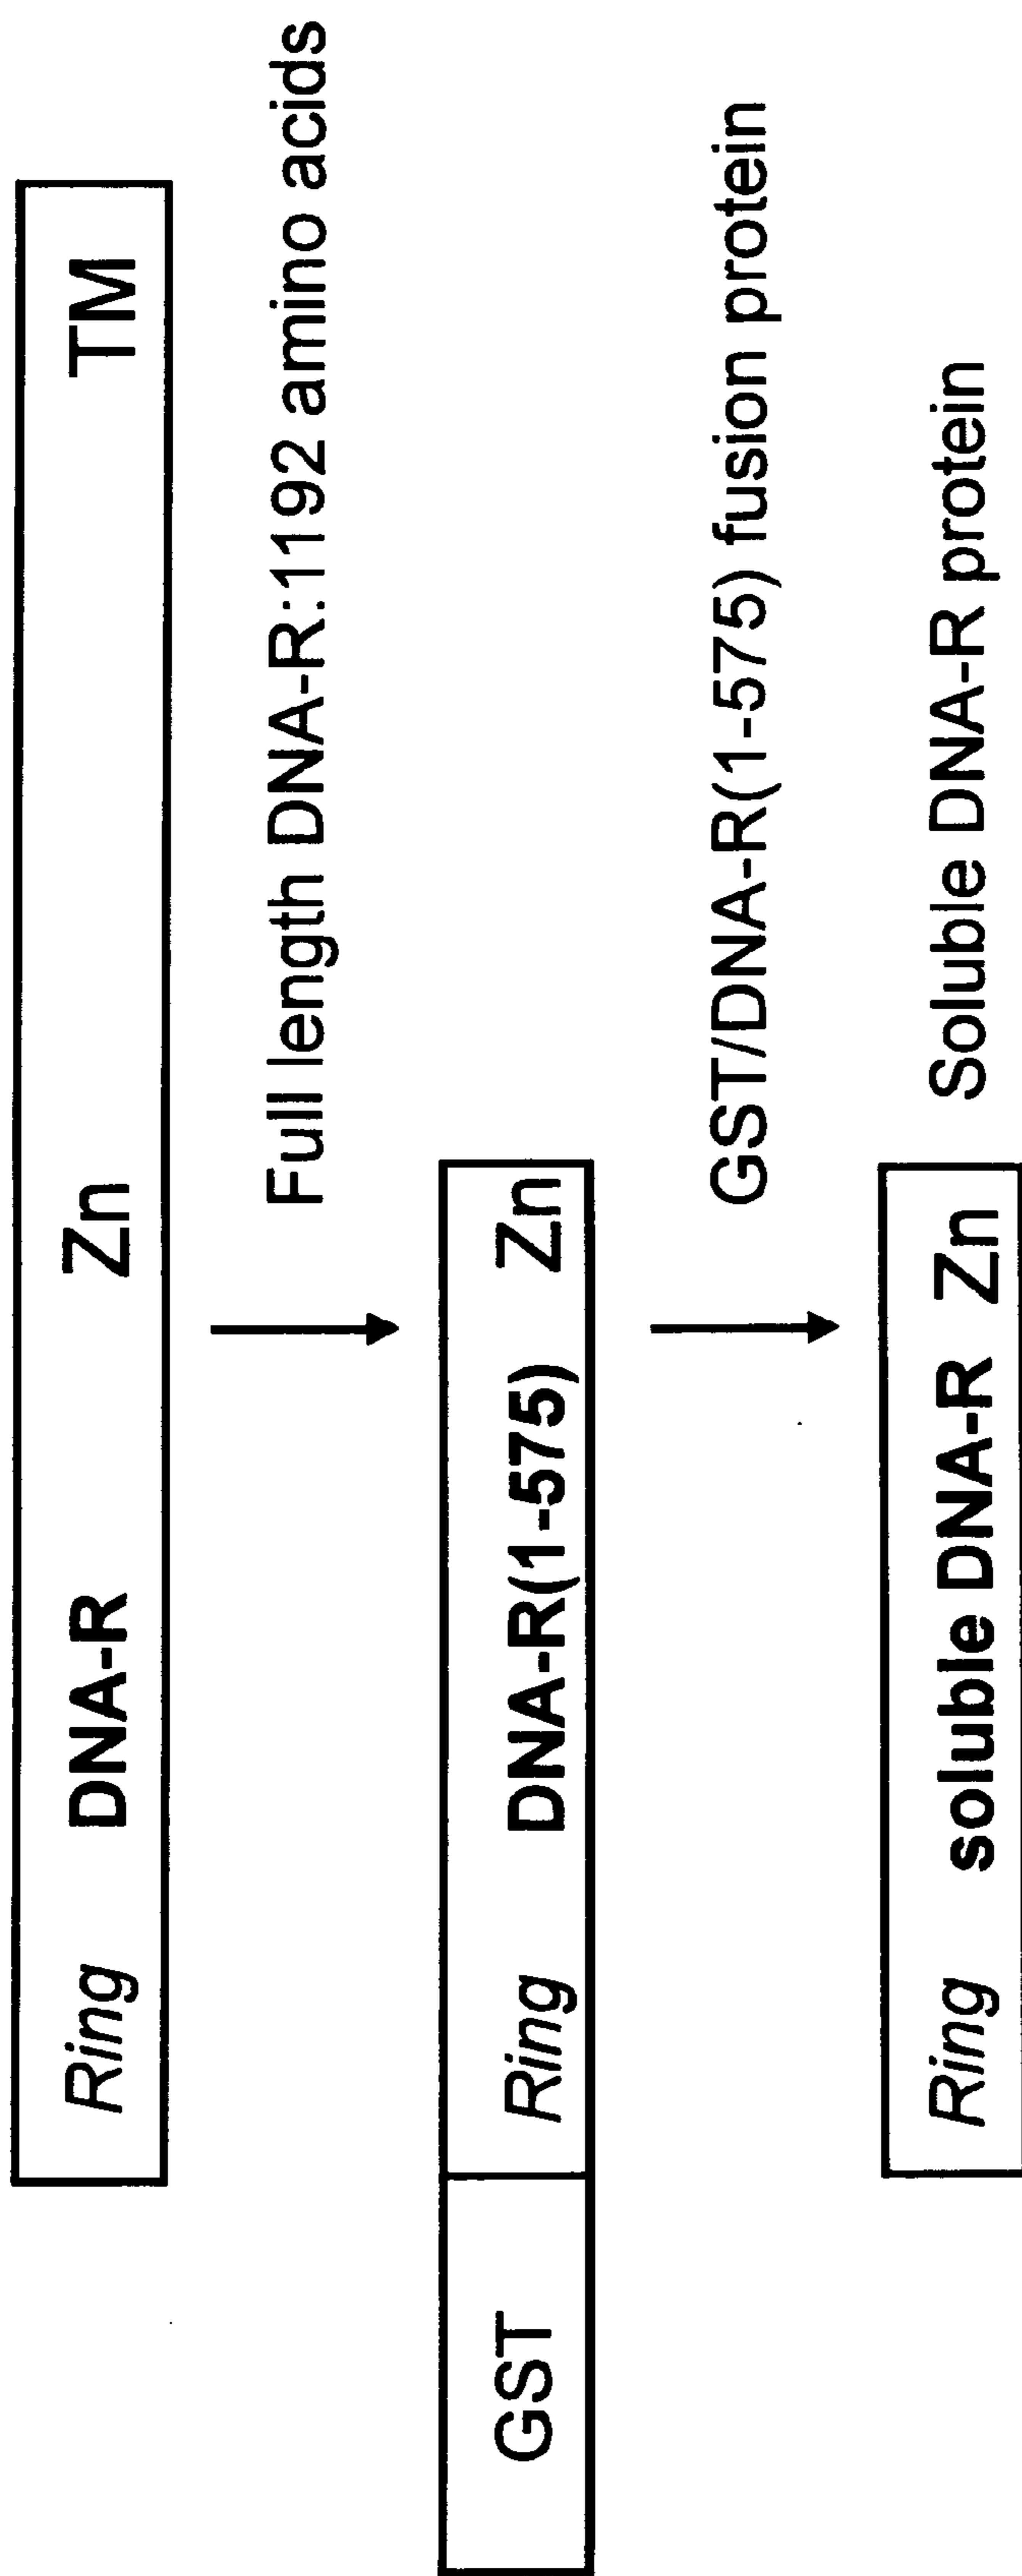 Ring DNA-R Zn TM
Full length DNA-R:1192 amino acids
GST Ring DNA-R(1-575) Zn
GST/DNA-R(1-575) fusion protein
Ring soluble DNA-R Zn Soluble DNA-R protein